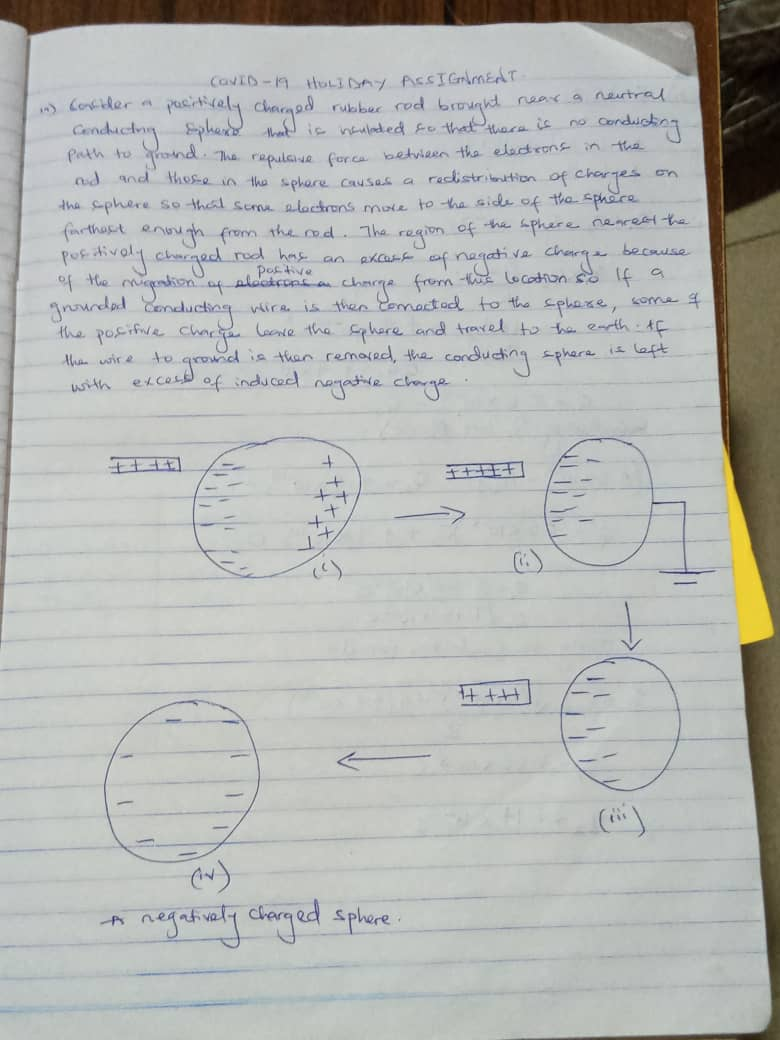 COVID-19 HOLIDAY ASSIGNMENT.
1a) Consider a positively charged rubber rod brought near a neutral
Conducting Sphere that is insulated so that there is no conducting
path to ground. The repulsive force between the electrons in the
rod and those in the sphere causes a redistribution of charges on
the sphere so that some electrons move to the side of the sphere
farthest enough from the rod. The region of the sphere nearest the
positively charged rod has an excess of negative charge because
of the migration of electrons positive charge from this location so If a
grounded conducting wire is then connected to the sphere, some of
the positive charge leave the sphere and travel to the earth. If
the wire to ground is then removed, the conducting sphere is left
with excess of induced negative charge.
++++
+++++
(i)
(ii)
++++
(iii)
(iv)
A negatively charged sphere.